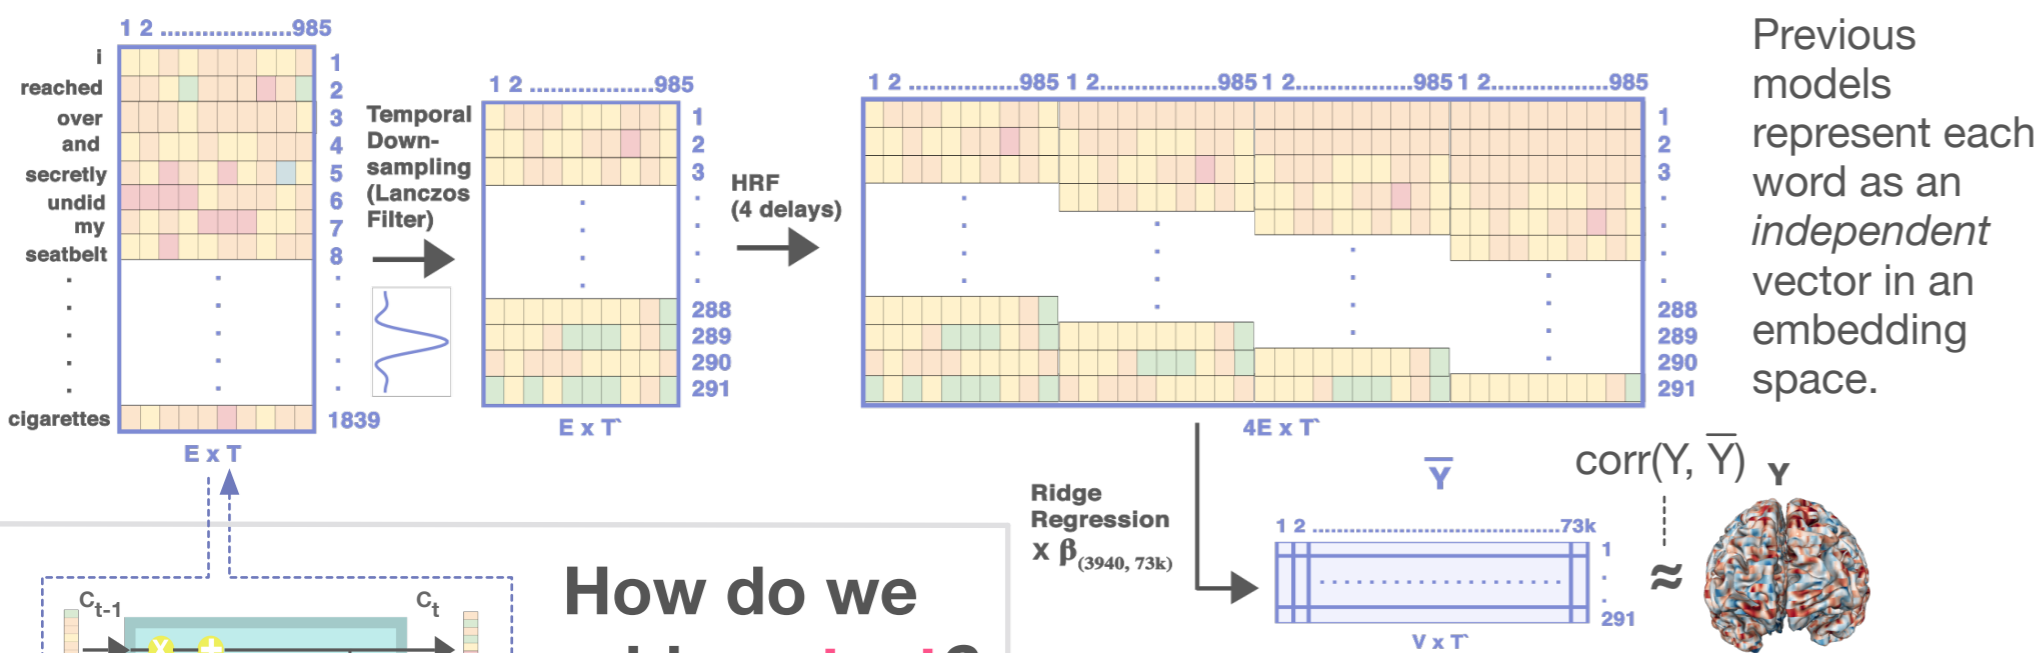 1 2 ...................985
i
reached
over
and
secretly
undid
my
seatbelt
cigarettes
1
2
3
4
5
6
7
8
1839
E x T
Temporal
Down-
sampling
(Lanczos
Filter)
1 2 ..................985
1
2
3
288
289
290
291
E x T`
HRF
(4 delays)
1 2 ................985 1 2.................985 1 2.................985 1 2.................985
1
2
3
288
289
290
291
4E x T`
Previous
models
represent each
word as an
independent
vector in an
embedding
space.
Ridge
Regression
x β(3940, 73k)
Y̅
1 2 ....................................73k
1
291
V x T`
corr(Y, Y̅)
Y
≈
Ct-1
Ct
x
+
How do we